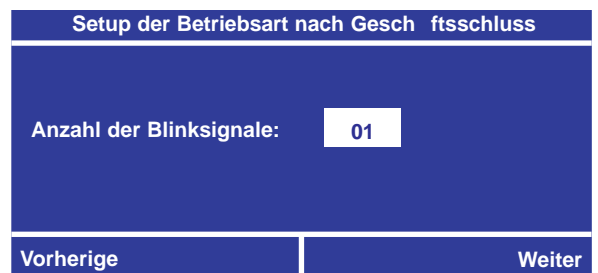 Setup der Betriebsart nach Gesch ftsschluss
Anzahl der Blinksignale: 01
Vorherige Weiter